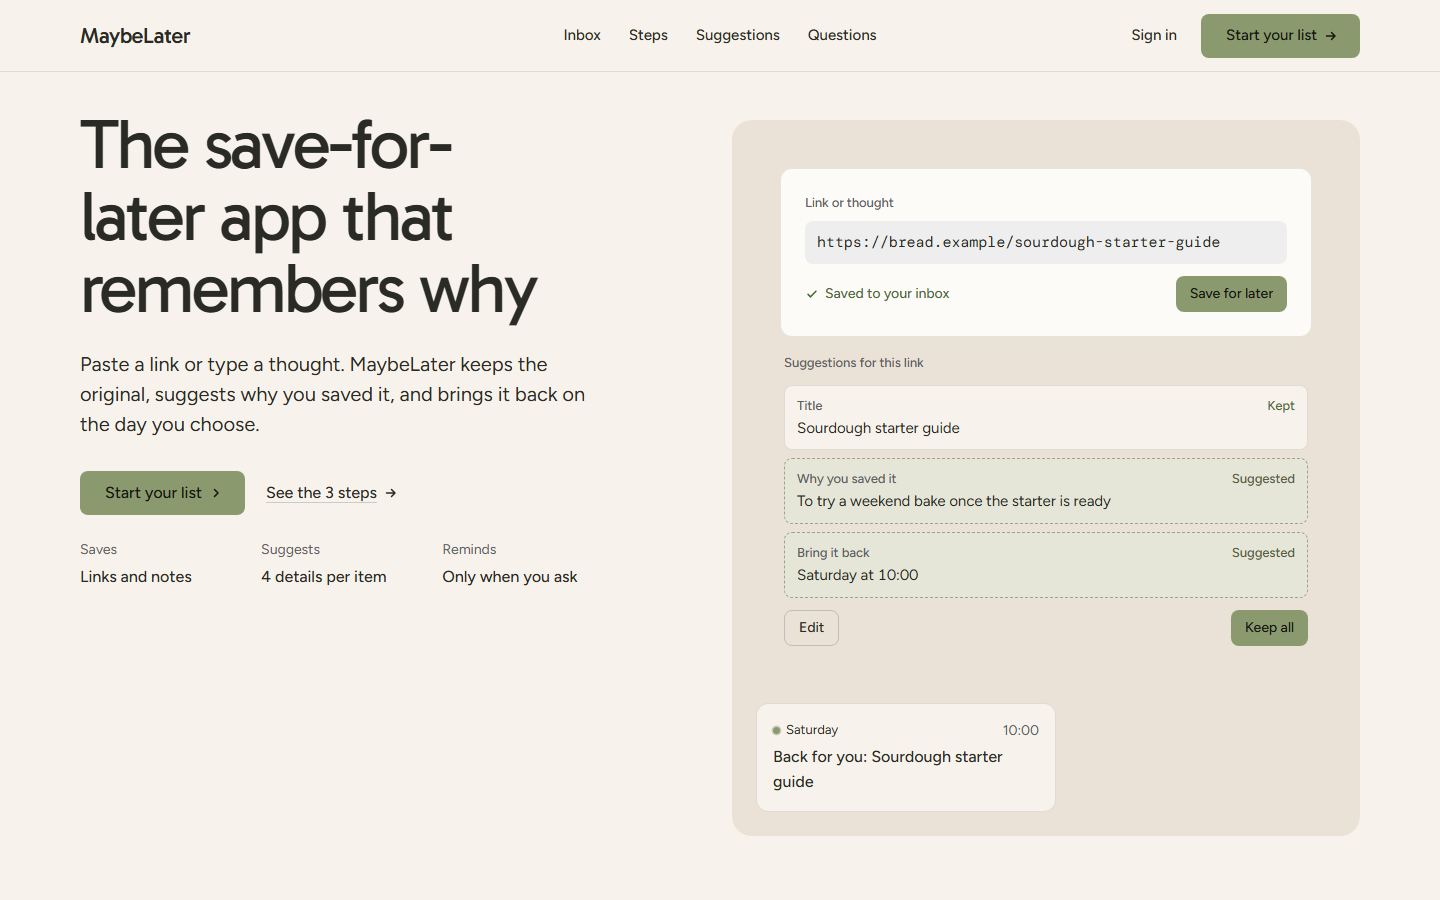 MaybeLater
Inbox
Steps
Suggestions
Questions
Sign in
Start your list →
The save-for-
later app that
remembers why
Paste a link or type a thought. MaybeLater keeps the
original, suggests why you saved it, and brings it back on
the day you choose.
Start your list
See the 3 steps →
Saves
Links and notes
Suggests
4 details per item
Reminds
Only when you ask
Link or thought
https://bread.example/sourdough-starter-guide
✓ Saved to your inbox
Save for later
Suggestions for this link
Title
Kept
Sourdough starter guide
Why you saved it
Suggested
To try a weekend bake once the starter is ready
Bring it back
Suggested
Saturday at 10:00
Edit
Keep all
Saturday
10:00
Back for you: Sourdough starter
guide